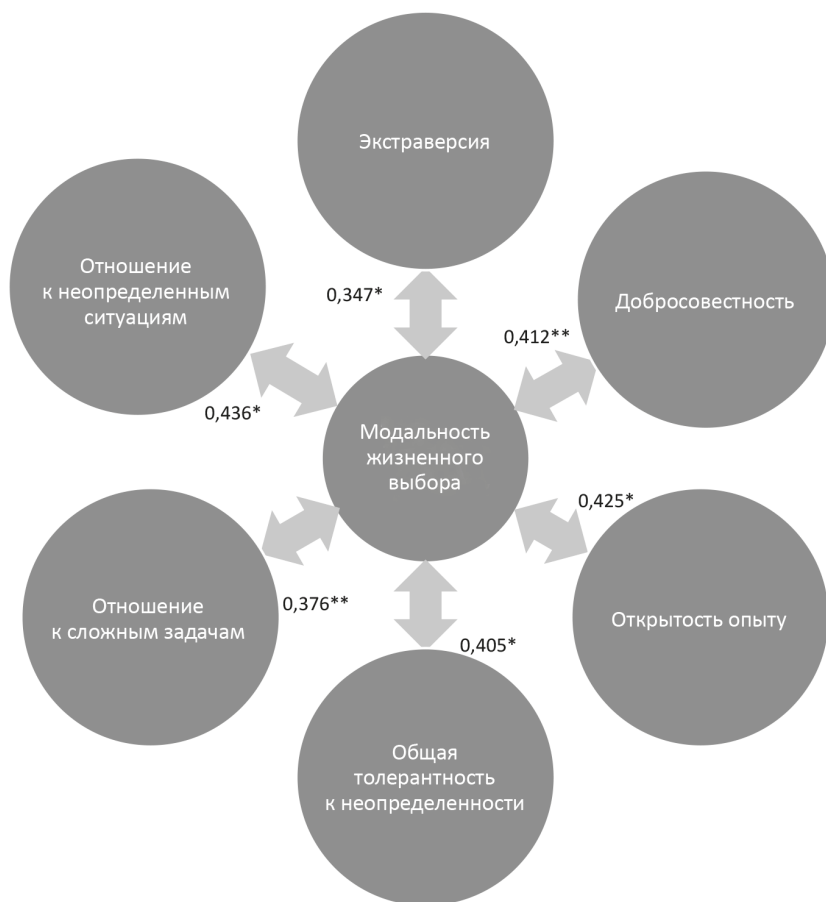 Экстраверсия
Отношение
к неопределенным
ситуациям
0,347*
Добросовестность
0,412**
0,436*
Модальность
жизненного
выбора
0,425*
Отношение
к сложным задачам
0,376**
Открытость опыту
0,405*
Общая
толерантность
к неопределенности